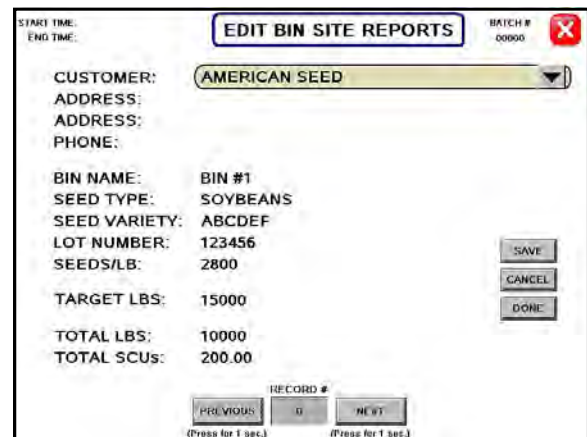 START TIME:
END TIME:
EDIT BIN SITE REPORTS
BATCH #
00000
X
CUSTOMER: AMERICAN SEED
ADDRESS:
ADDRESS:
PHONE:
BIN NAME: BIN #1
SEED TYPE: SOYBEANS
SEED VARIETY: ABCDEF
LOT NUMBER: 123456
SEEDS/LB: 2800
SAVE
CANCEL
TARGET LBS: 15000
DONE
TOTAL LBS: 10000
TOTAL SCUs: 200.00
RECORD #
PREVIOUS 0 NEXT
(Press for 1 sec.) (Press for 1 sec.)